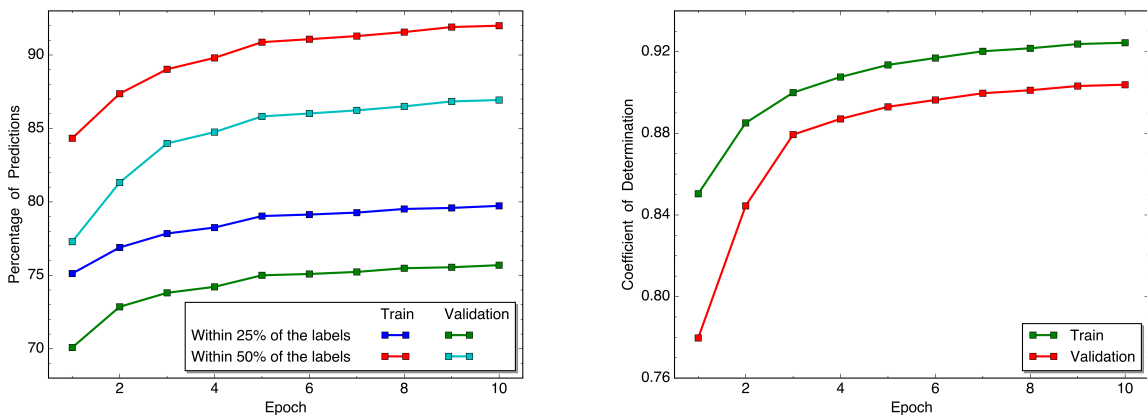 Percentage of Predictions
90
85
80
75
70
Train Validation
Within 25% of the labels
Within 50% of the labels
2 4 6 8 10
Epoch
Coefficient of Determination
0.92
0.88
0.84
0.80
0.76
Train
Validation
2 4 6 8 10
Epoch